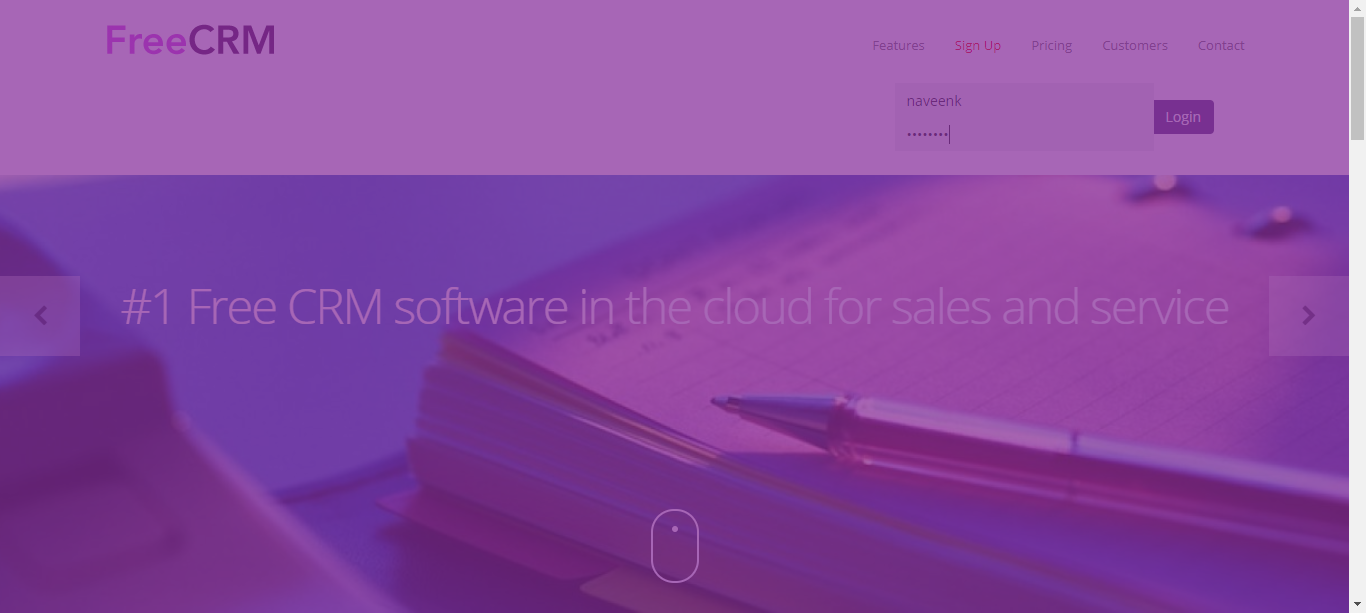 FreeCRM
Features Sign Up Pricing Customers Contact
naveenk
••••••••
Login
#1 Free CRM software in the cloud for sales and service